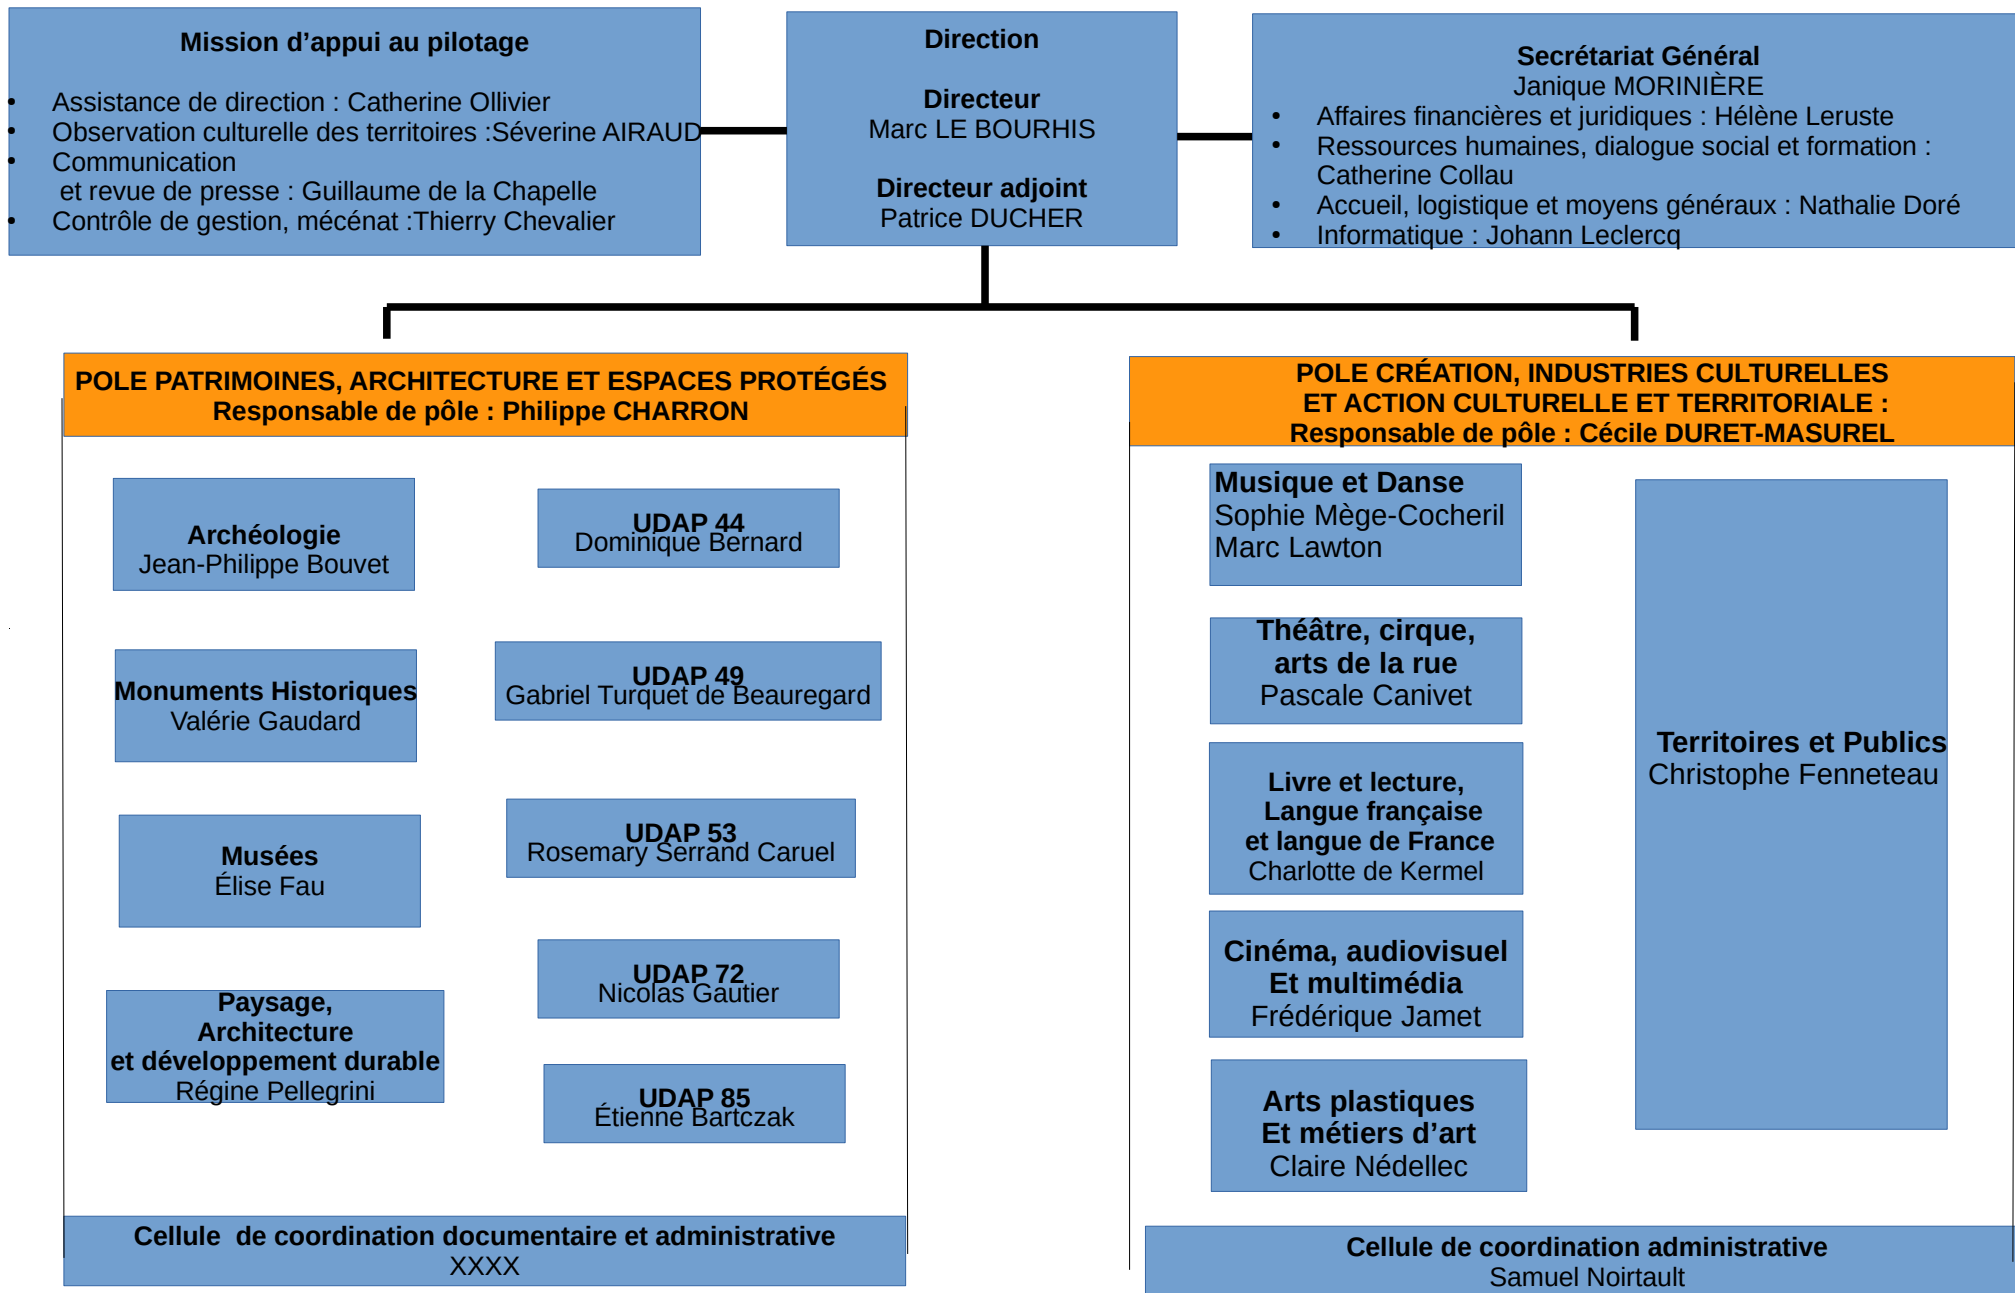 Mission d’appui au pilotage
• Assistance de direction : Catherine Ollivier
• Observation culturelle des territoires :Séverine AIRAUD
• Communication
et revue de presse : Guillaume de la Chapelle
• Contrôle de gestion, mécénat :Thierry Chevalier
Direction
Directeur
Marc LE BOURHIS
Directeur adjoint
Patrice DUCHER
Secrétariat Général
Janique MORINIÈRE
• Affaires financières et juridiques : Hélène Leruste
• Ressources humaines, dialogue social et formation :
Catherine Collau
• Accueil, logistique et moyens généraux : Nathalie Doré
• Informatique : Johann Leclercq
POLE PATRIMOINES, ARCHITECTURE ET ESPACES PROTÉGÉS
Responsable de pôle : Philippe CHARRON
Archéologie
Jean-Philippe Bouvet
Monuments Historiques
Valérie Gaudard
Musées
Élise Fau
Paysage,
Architecture
et développement durable
Régine Pellegrini
UDAP 44
Dominique Bernard
UDAP 49
Gabriel Turquet de Beauregard
UDAP 53
Rosemary Serrand Caruel
UDAP 72
Nicolas Gautier
UDAP 85
Étienne Bartczak
Cellule de coordination documentaire et administrative
XXXX
POLE CRÉATION, INDUSTRIES CULTURELLES
ET ACTION CULTURELLE ET TERRITORIALE :
Responsable de pôle : Cécile DURET-MASUREL
Musique et Danse
Sophie Mège-Cocheril
Marc Lawton
Théâtre, cirque,
arts de la rue
Pascale Canivet
Livre et lecture,
Langue française
et langue de France
Charlotte de Kermel
Cinéma, audiovisuel
Et multimédia
Frédérique Jamet
Arts plastiques
Et métiers d’art
Claire Nédellec
Territoires et Publics
Christophe Fenneteau
Cellule de coordination administrative
Samuel Noirtault